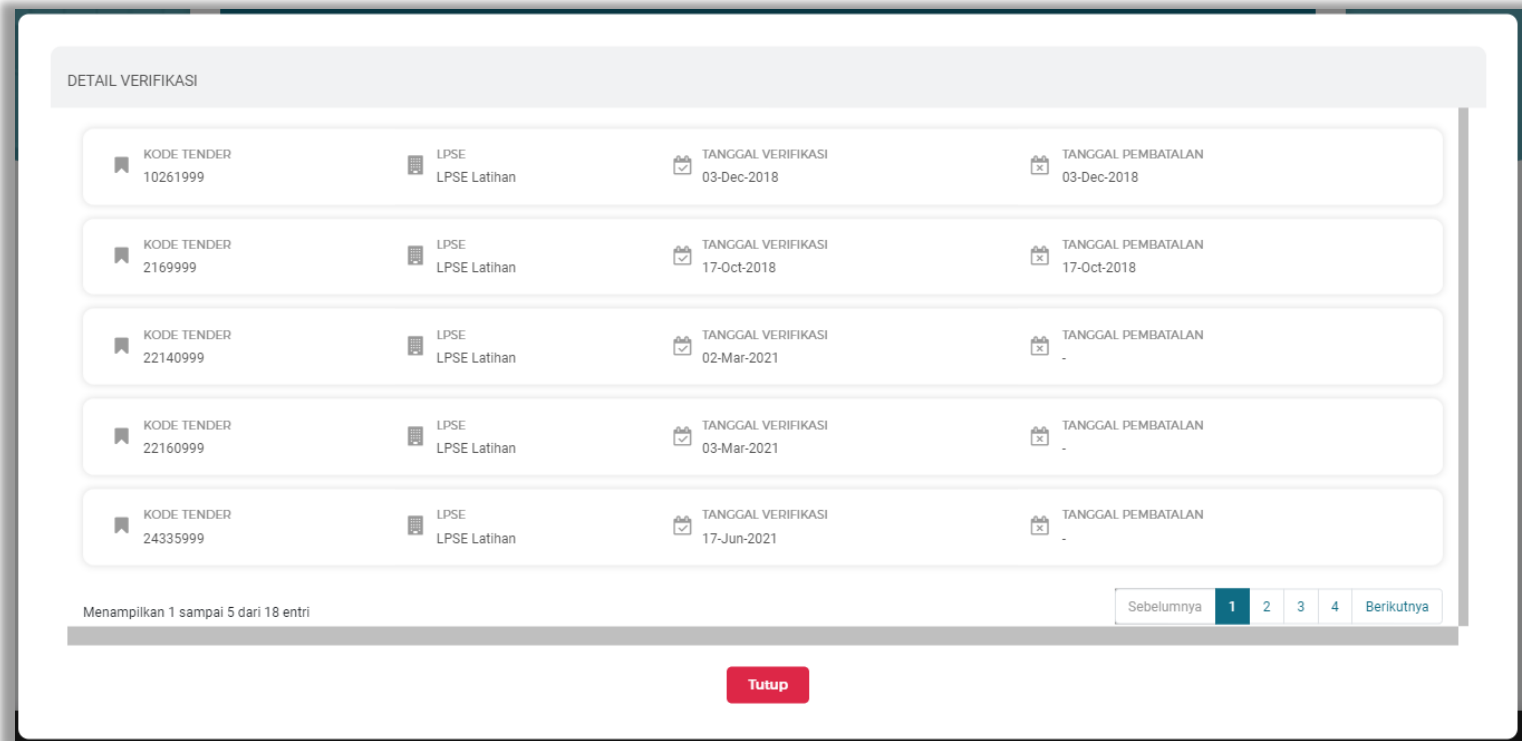 DETAIL VERIFIKASI
KODE TENDER LPSE TANGGAL VERIFIKASI TANGGAL PEMBATALAN
10261999 LPSE Latihan 03-Dec-2018 03-Dec-2018
KODE TENDER LPSE TANGGAL VERIFIKASI TANGGAL PEMBATALAN
2169999 LPSE Latihan 17-Oct-2018 17-Oct-2018
KODE TENDER LPSE TANGGAL VERIFIKASI TANGGAL PEMBATALAN
22140999 LPSE Latihan 02-Mar-2021 -
KODE TENDER LPSE TANGGAL VERIFIKASI TANGGAL PEMBATALAN
22160999 LPSE Latihan 03-Mar-2021 -
KODE TENDER LPSE TANGGAL VERIFIKASI TANGGAL PEMBATALAN
24335999 LPSE Latihan 17-Jun-2021 -
Menampilkan 1 sampai 5 dari 18 entri Sebelumnya 1 2 3 4 Berikutnya
Tutup